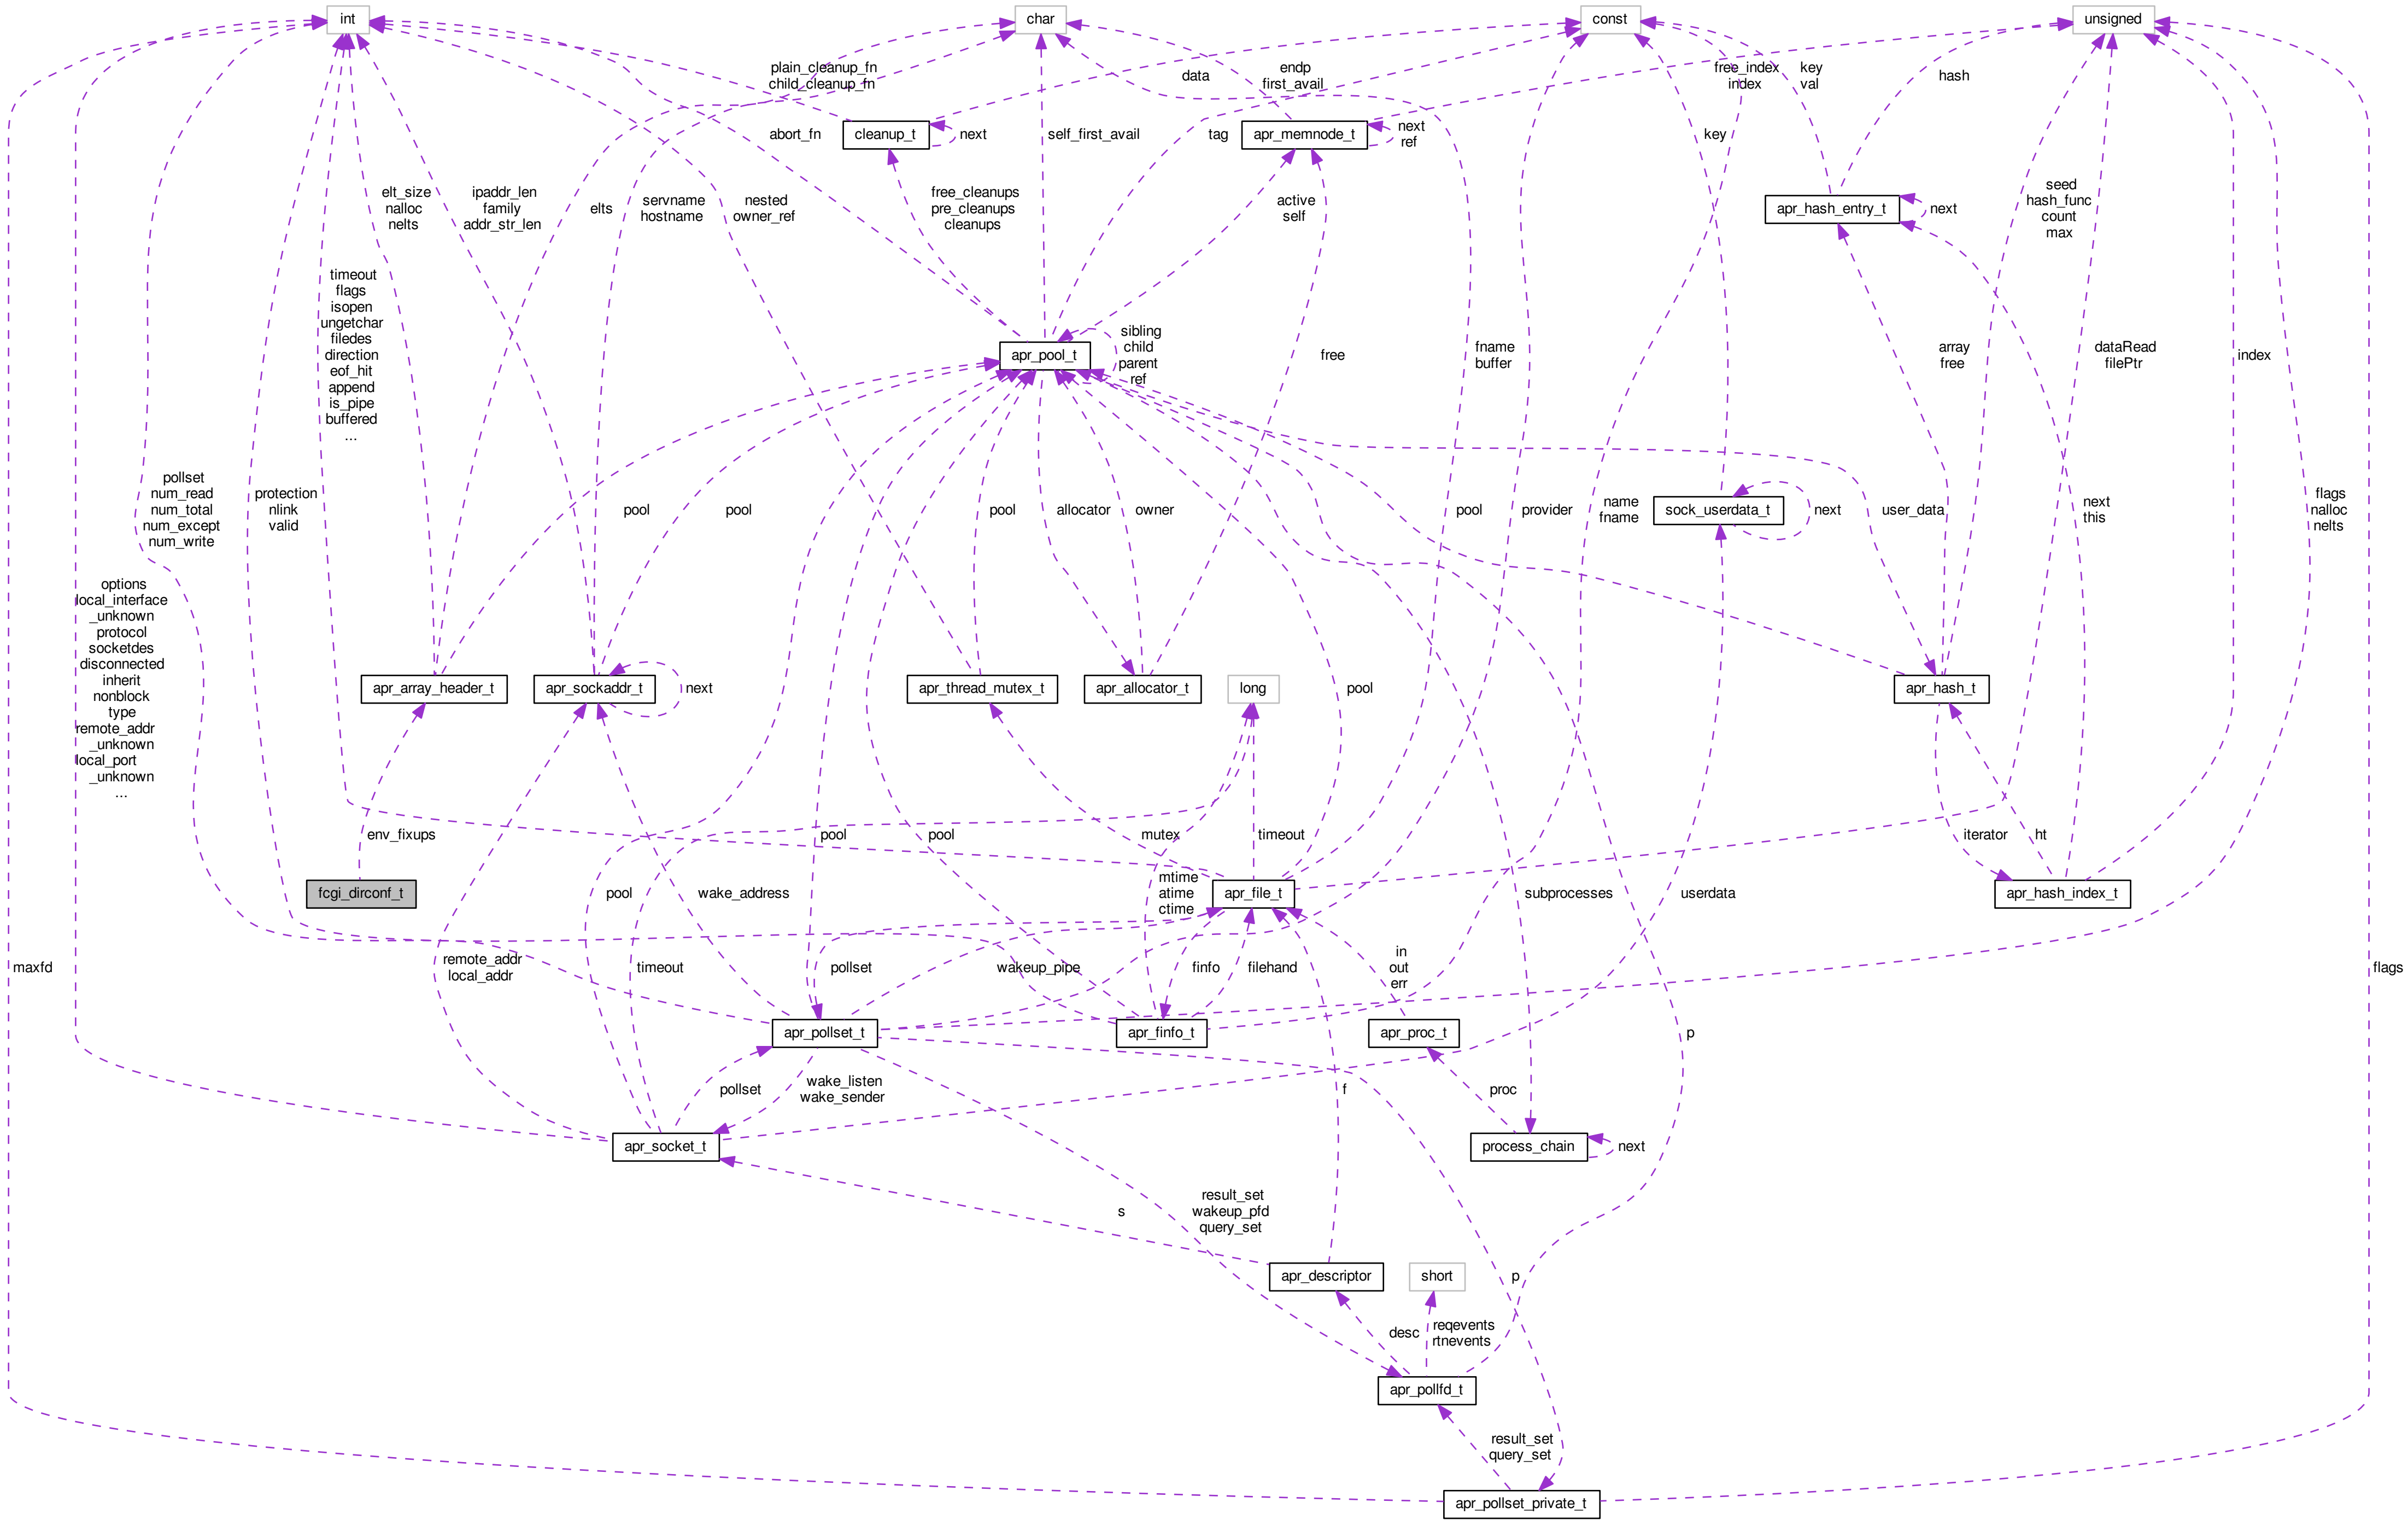 int
char
const
unsigned
plain_cleanup_fn
child_cleanup_fn
data
endp
first_avail
free_index
index
key
val
hash
abort_fn
cleanup_t
next
self_first_avail
tag
apr_memnode_t
next
ref
key
elt_size
nalloc
nelts
ipaddr_len
family
addr_str_len
elts
servname
hostname
nested
owner_ref
free_cleanups
pre_cleanups
cleanups
active
self
apr_hash_entry_t
next
seed
hash_func
count
max
timeout
flags
isopen
ungetchar
filedes
direction
eof_hit
append
is_pipe
buffered
...
apr_pool_t
sibling
child
parent
ref
free
fname
buffer
array
free
dataRead
filePtr
index
pollset
num_read
num_total
num_except
num_write
protection
nlink
valid
pool
pool
pool
allocator
owner
pool
provider
name
fname
sock_userdata_t
next
user_data
next
this
flags
nalloc
nelts
options
local_interface
_unknown
protocol
socketdes
disconnected
inherit
nonblock
type
remote_addr
_unknown
local_port
_unknown
...
apr_array_header_t
apr_sockaddr_t
next
apr_thread_mutex_t
apr_allocator_t
long
pool
apr_hash_t
env_fixups
pool
pool
mutex
timeout
iterator
ht
fcgi_dirconf_t
pool
wake_address
mtime
atime
ctime
apr_file_t
subprocesses
userdata
apr_hash_index_t
maxfd
remote_addr
local_addr
timeout
pollset
wakeup_pipe
finfo
filehand
in
out
err
flags
apr_pollset_t
apr_finfo_t
apr_proc_t
p
pollset
wake_listen
wake_sender
f
proc
apr_socket_t
process_chain
next
s
result_set
wakeup_pfd
query_set
apr_descriptor
short
p
desc
reqevents
rtnevents
apr_pollfd_t
result_set
query_set
apr_pollset_private_t